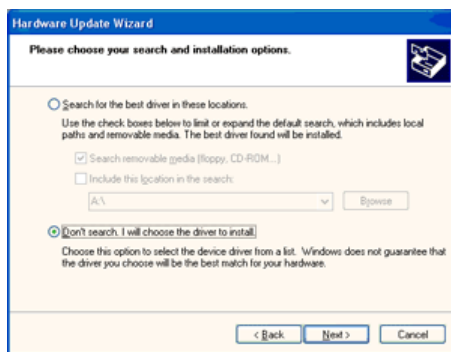 Hardware Update Wizard
Please choose your search and installation options.
Search for the best driver in these locations.
Use the check boxes below to limit or expand the default search, which includes local
paths and removable media. The best driver found will be installed.
Search removable media (floppy, CD-ROM...)
Include this location in the search:
A:\
Browse
Don't search. I will choose the driver to install.
Choose this option to select the device driver from a list. Windows does not guarantee that
the driver you choose will be the best match for your hardware.
< Back Next > Cancel